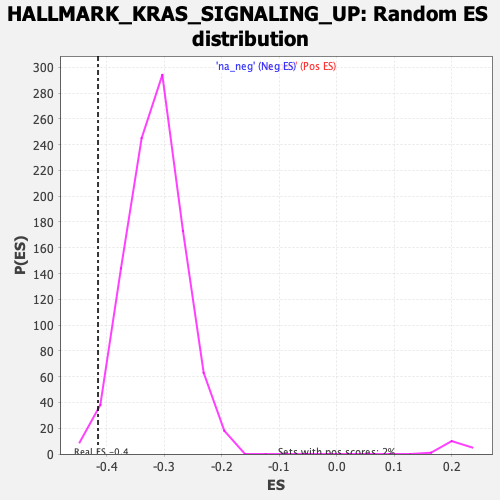 HALLMARK_KRAS_SIGNALING_UP: Random ES
distribution
'na_neg' (Neg ES)' (Pos ES)
300
280
260
240
220
200
180
160
140
120
100
80
60
40
20
0
P(ES)
Real ES -0.4
Sets with pos scores: 2%
-0.4 -0.3 -0.2 -0.1 0.0 0.1 0.2
ES